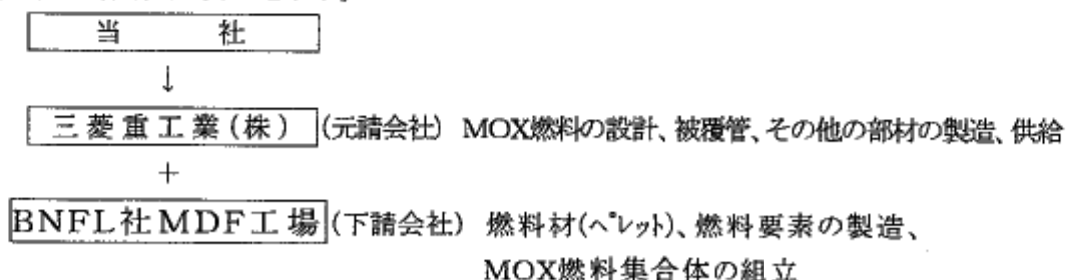 当 社
↓
三菱重工業(株) (元請会社) MOX燃料の設計、被覆管、その他の部材の製造、供給
+
BNFL社MDF工場 (下請会社) 燃料材(ペレット)、燃料要素の製造、
MOX燃料集合体の組立